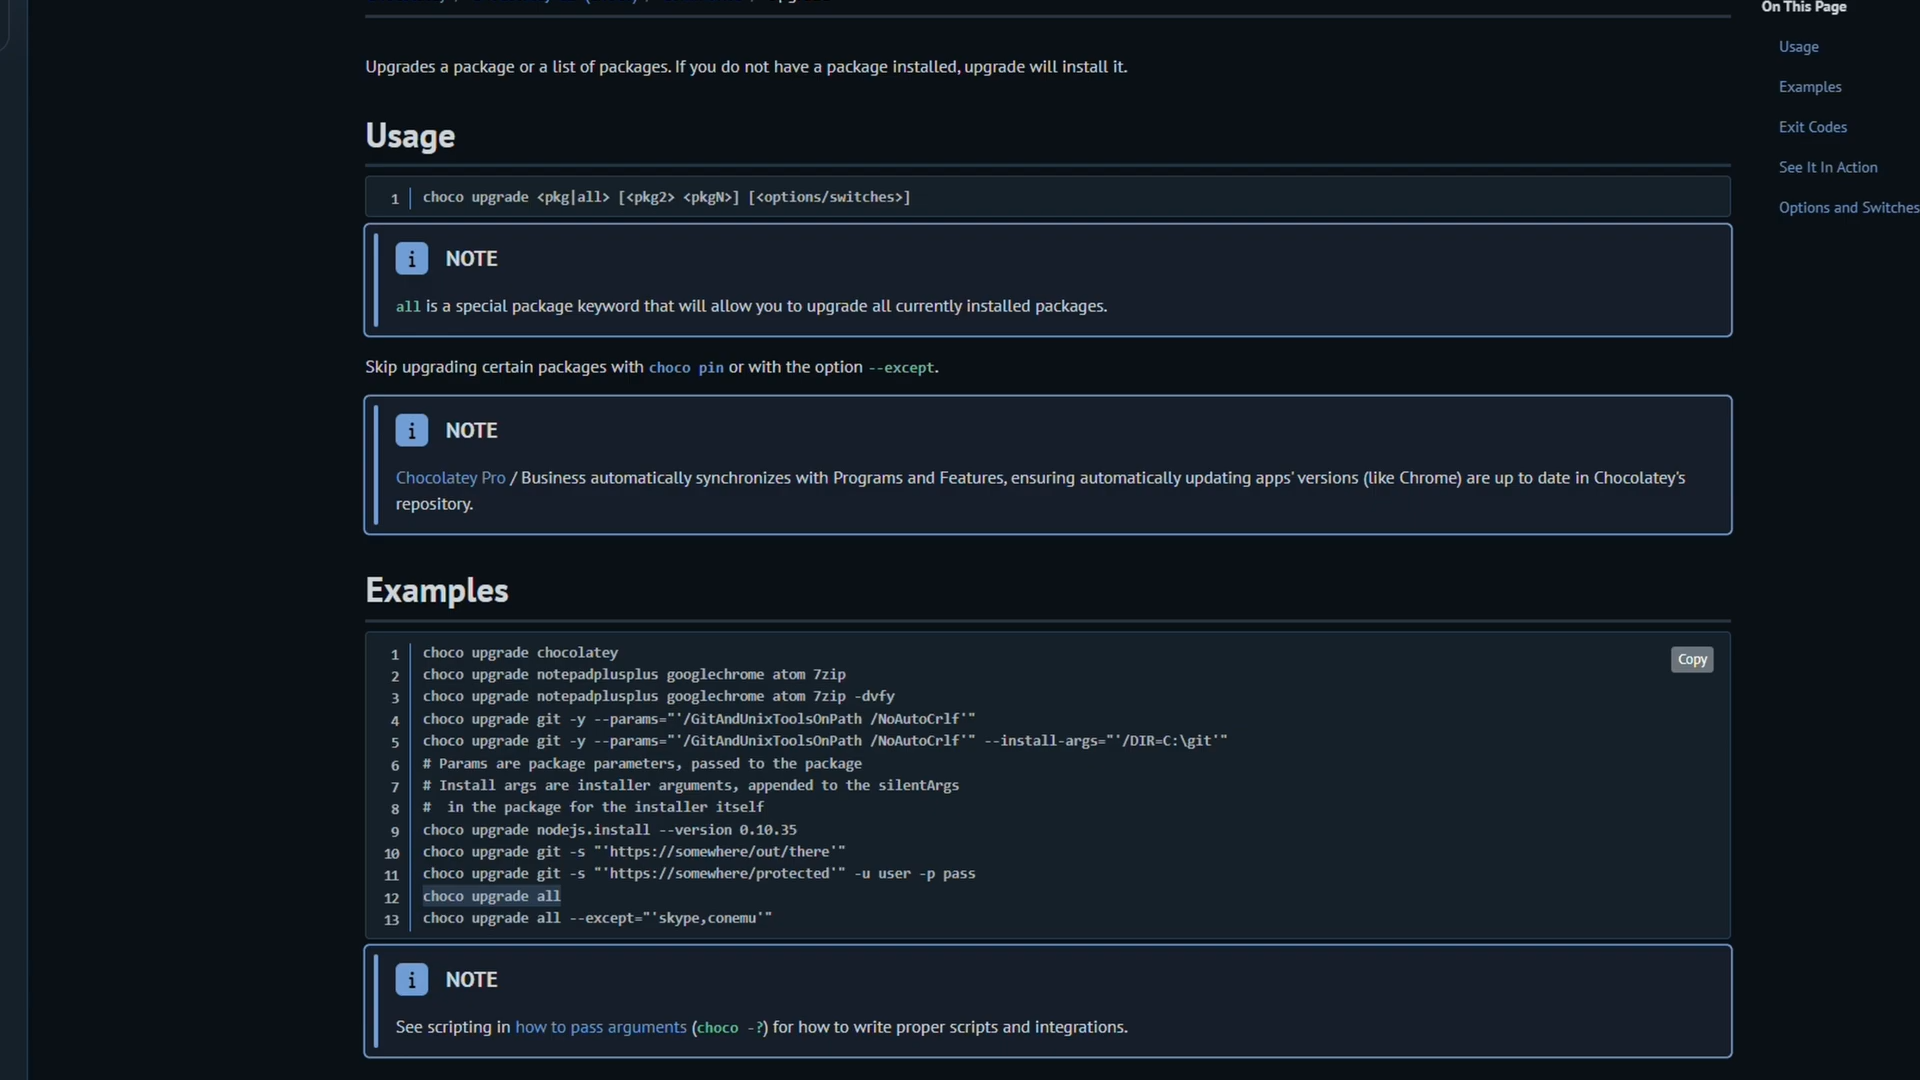 On This Page
Usage
Examples
Exit Codes
See It In Action
Options and Switches
Upgrades a package or a list of packages. If you do not have a package installed, upgrade will install it.
Usage
1 choco upgrade <pkg|all> [<pkg2> <pkgN>] [<options/switches>]
i NOTE
all is a special package keyword that will allow you to upgrade all currently installed packages.
Skip upgrading certain packages with choco pin or with the option --except.
i NOTE
Chocolatey Pro / Business automatically synchronizes with Programs and Features, ensuring automatically updating apps' versions (like Chrome) are up to date in Chocolatey's
repository.
Examples
Copy
1 choco upgrade chocolatey
2 choco upgrade notepadplusplus googlechrome atom 7zip
3 choco upgrade notepadplusplus googlechrome atom 7zip -dvfy
4 choco upgrade git -y --params="'/GitAndUnixToolsOnPath /NoAutoCrlf'"
5 choco upgrade git -y --params="'/GitAndUnixToolsOnPath /NoAutoCrlf'" --install-args="'/DIR=C:\git'"
6 # Params are package parameters, passed to the package
7 # Install args are installer arguments, appended to the silentArgs
8 #  in the package for the installer itself
9 choco upgrade nodejs.install --version 0.10.35
10 choco upgrade git -s "'https://somewhere/out/there'"
11 choco upgrade git -s "'https://somewhere/protected'" -u user -p pass
12 choco upgrade all
13 choco upgrade all --except="'skype,conemu'"
i NOTE
See scripting in how to pass arguments (choco -?) for how to write proper scripts and integrations.